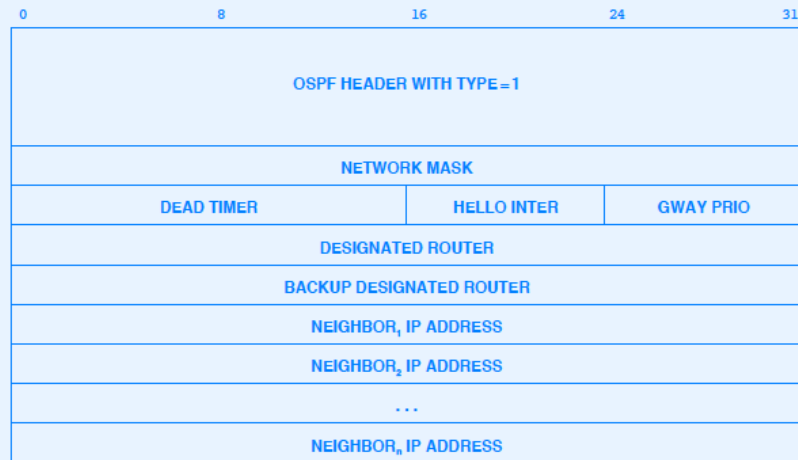 0 8 16 24 31
OSPF HEADER WITH TYPE = 1
NETWORK MASK
DEAD TIMER HELLO INTER GWAY PRIO
DESIGNATED ROUTER
BACKUP DESIGNATED ROUTER
NEIGHBOR₁ IP ADDRESS
NEIGHBOR₂ IP ADDRESS
...
NEIGHBORₙ IP ADDRESS